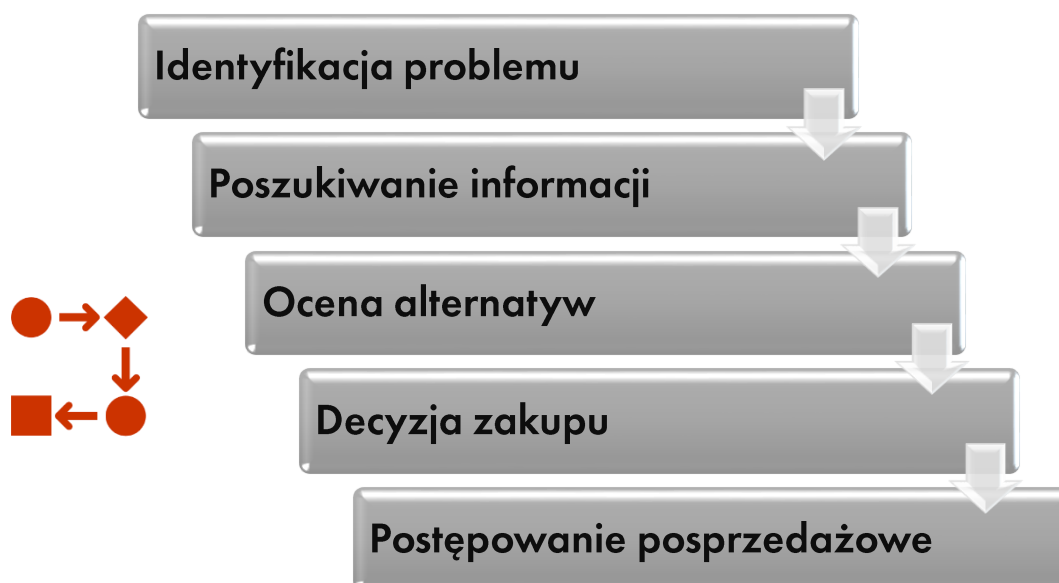 Identyfikacja problemu
Poszukiwanie informacji
Ocena alternatyw
Decyzja zakupu
Postępowanie posprzedażowe